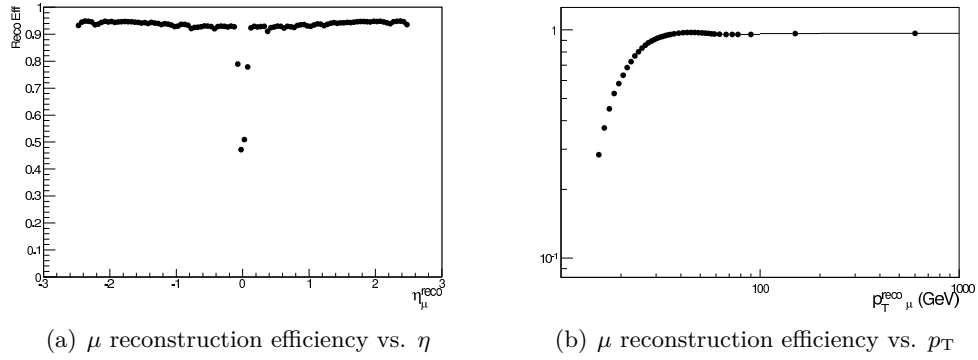 Reco Eff
1
0.9
0.8
0.7
0.6
0.5
0.4
0.3
0.2
0.1
0
-3 -2 -1 0 1 2 3
η_μ^reco
1
10^-1
100 1000
p_T^reco μ (GeV)
(a) μ reconstruction efficiency vs. η
(b) μ reconstruction efficiency vs. p_T